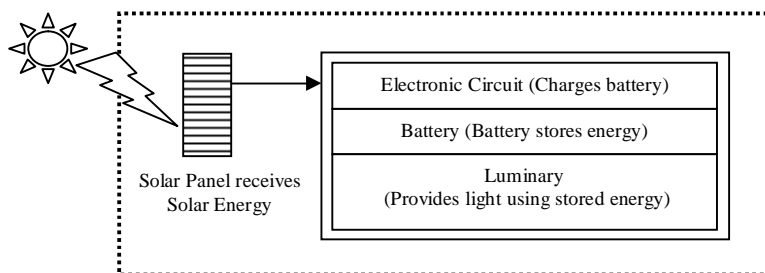 Electronic Circuit (Charges battery)
Battery (Battery stores energy)
Luminary
(Provides light using stored energy)
Solar Panel receives
Solar Energy